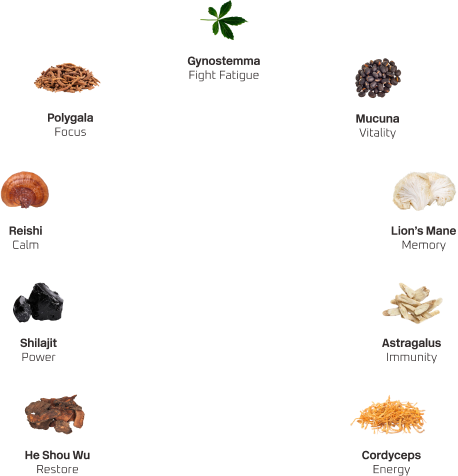 Gynostemma
Fight Fatigue
Polygala
Focus
Mucuna
Vitality
Reishi
Calm
Lion's Mane
Memory
Shilajit
Power
Astragalus
Immunity
He Shou Wu
Restore
Cordyceps
Energy